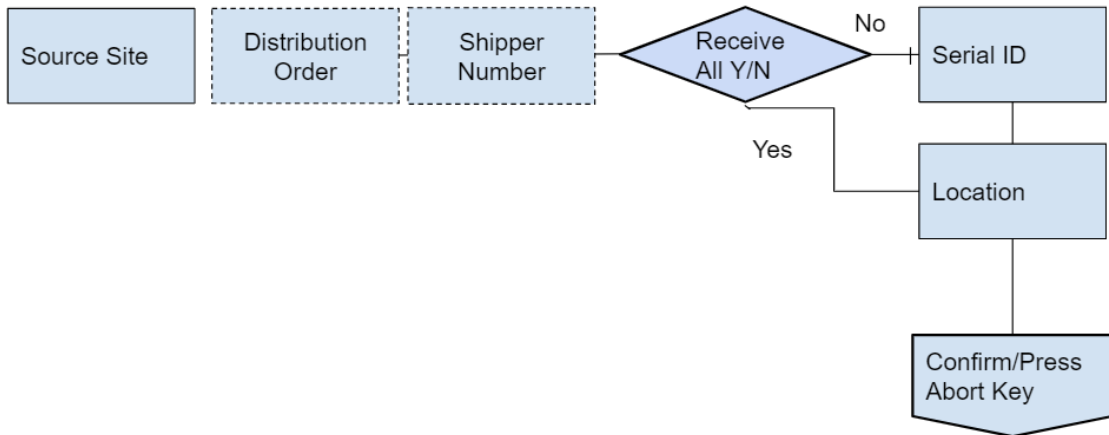 Source Site
Distribution
Order
Shipper
Number
Receive
All Y/N
No
Serial ID
Yes
Location
Confirm/Press
Abort Key